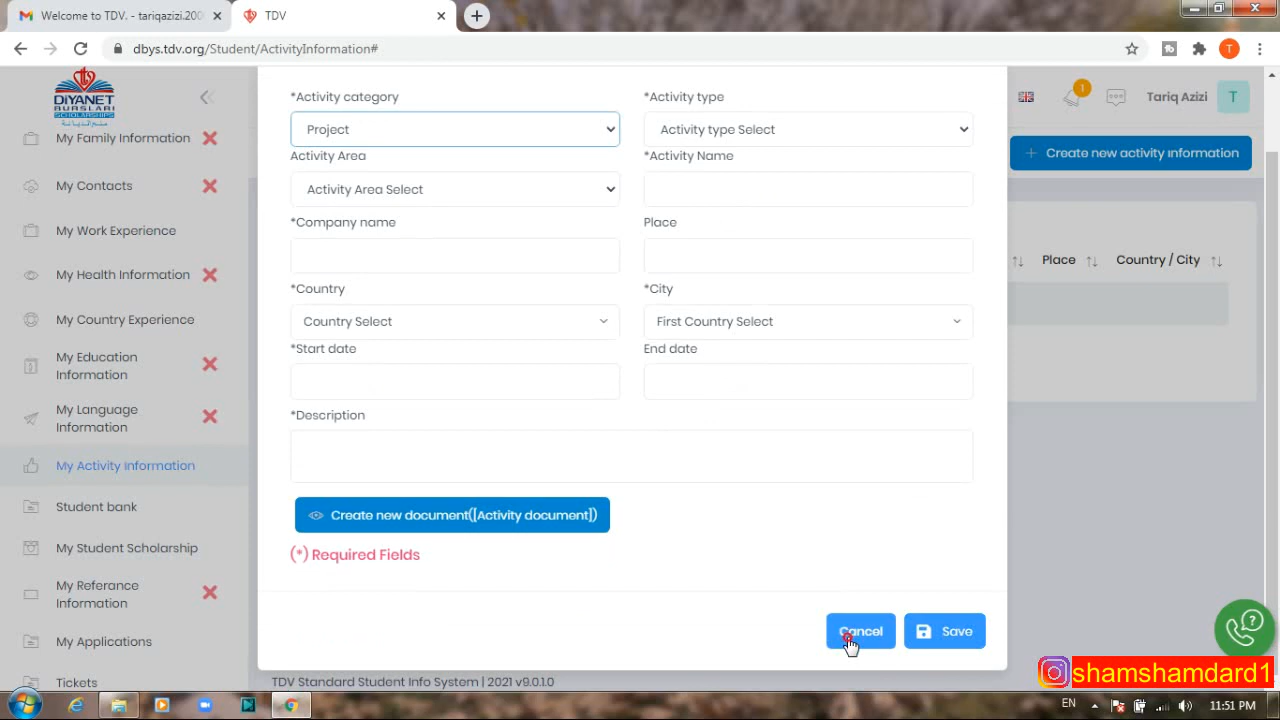 Welcome to TDV. - tariqazizi.200
TDV
dbys.tdv.org/Student/ActivityInformation#
T
DIYANET
BURSLARI
SCHOLARSHIPS
1
Tariq Azizi
T
My Family Information
My Contacts
My Work Experience
My Health Information
My Country Experience
My Education
Information
My Language
Information
My Activity Information
Student bank
My Student Scholarship
My Referance
Information
My Applications
Tickets
Create new activity information
Place
Country / City
*Activity category
*Activity type
Project
Activity type Select
Activity Area
*Activity Name
Activity Area Select
*Company name
Place
*Country
*City
Country Select
First Country Select
*Start date
End date
*Description
Create new document([Activity document])
(*) Required Fields
Cancel
Save
TDV Standard Student Info System | 2021 v9.0.1.0
shamshamdard1
EN
11:51 PM